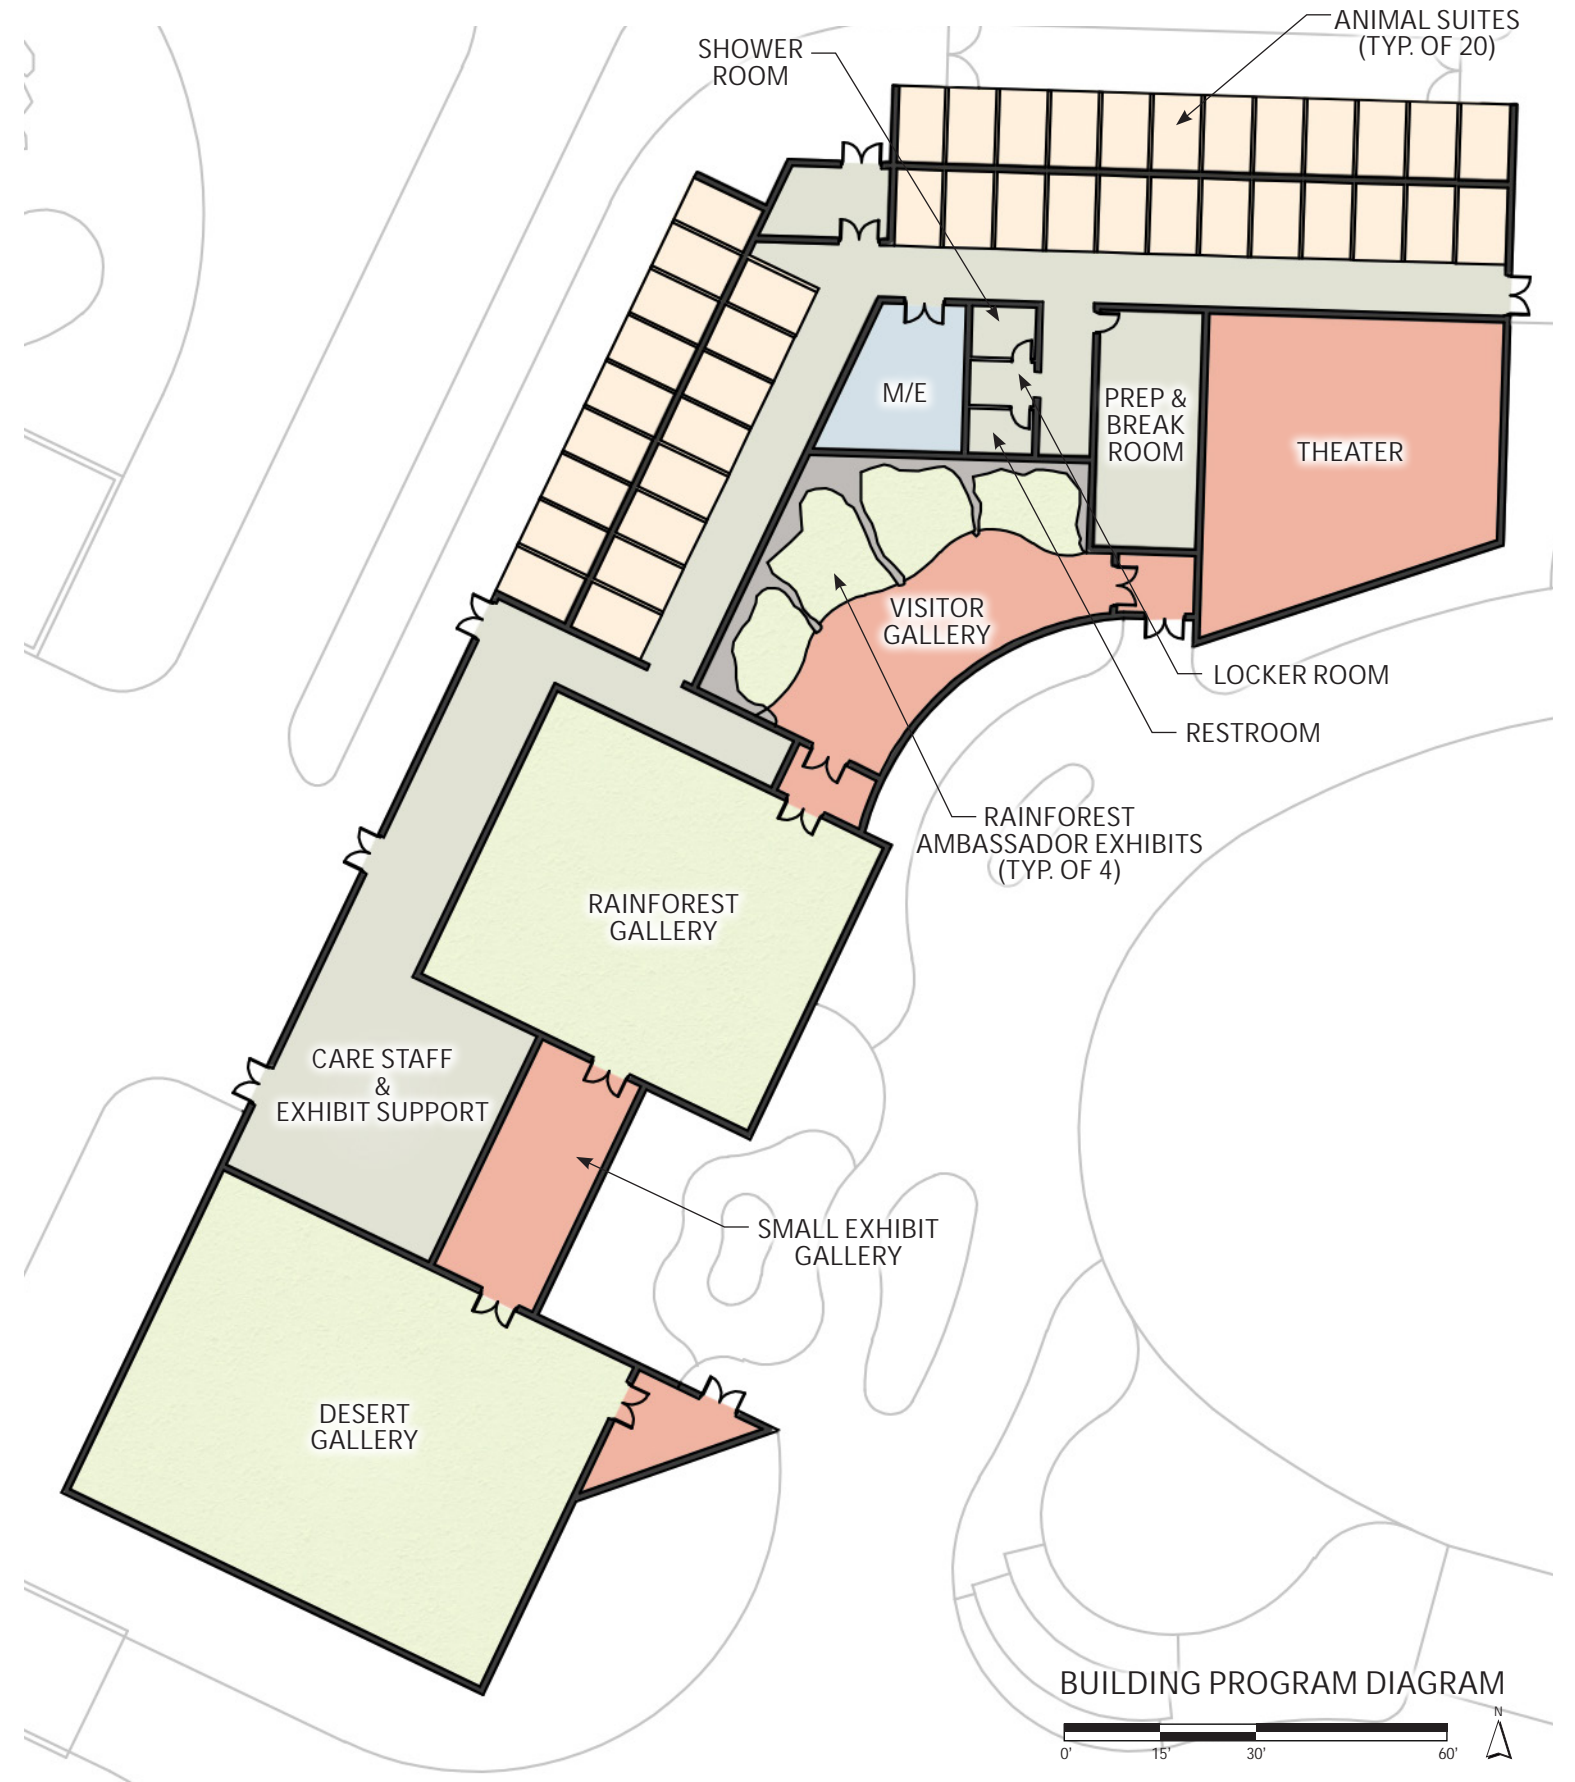 ANIMAL SUITES
(TYP. OF 20)
SHOWER
ROOM
M/E
PREP &
BREAK
ROOM
THEATER
VISITOR
GALLERY
LOCKER ROOM
RESTROOM
RAINFOREST
AMBASSADOR EXHIBITS
(TYP. OF 4)
RAINFOREST
GALLERY
CARE STAFF
&
EXHIBIT SUPPORT
SMALL EXHIBIT
GALLERY
DESERT
GALLERY
BUILDING PROGRAM DIAGRAM
N
0' 15' 30' 60'